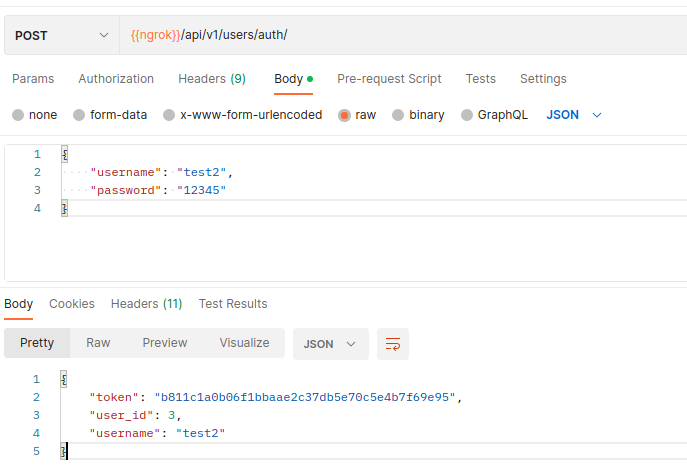 POST {{ngrok}}/api/v1/users/auth/
Params Authorization Headers (9) Body Pre-request Script Tests Settings
none form-data x-www-form-urlencoded raw binary GraphQL JSON
1 {
2 "username": "test2",
3 "password": "12345"
4 }
Body Cookies Headers (11) Test Results
Pretty Raw Preview Visualize JSON
1 {
2 "token": "b811c1a0b06f1bbaae2c37db5e70c5e4b7f69e95",
3 "user_id": 3,
4 "username": "test2"
5 }